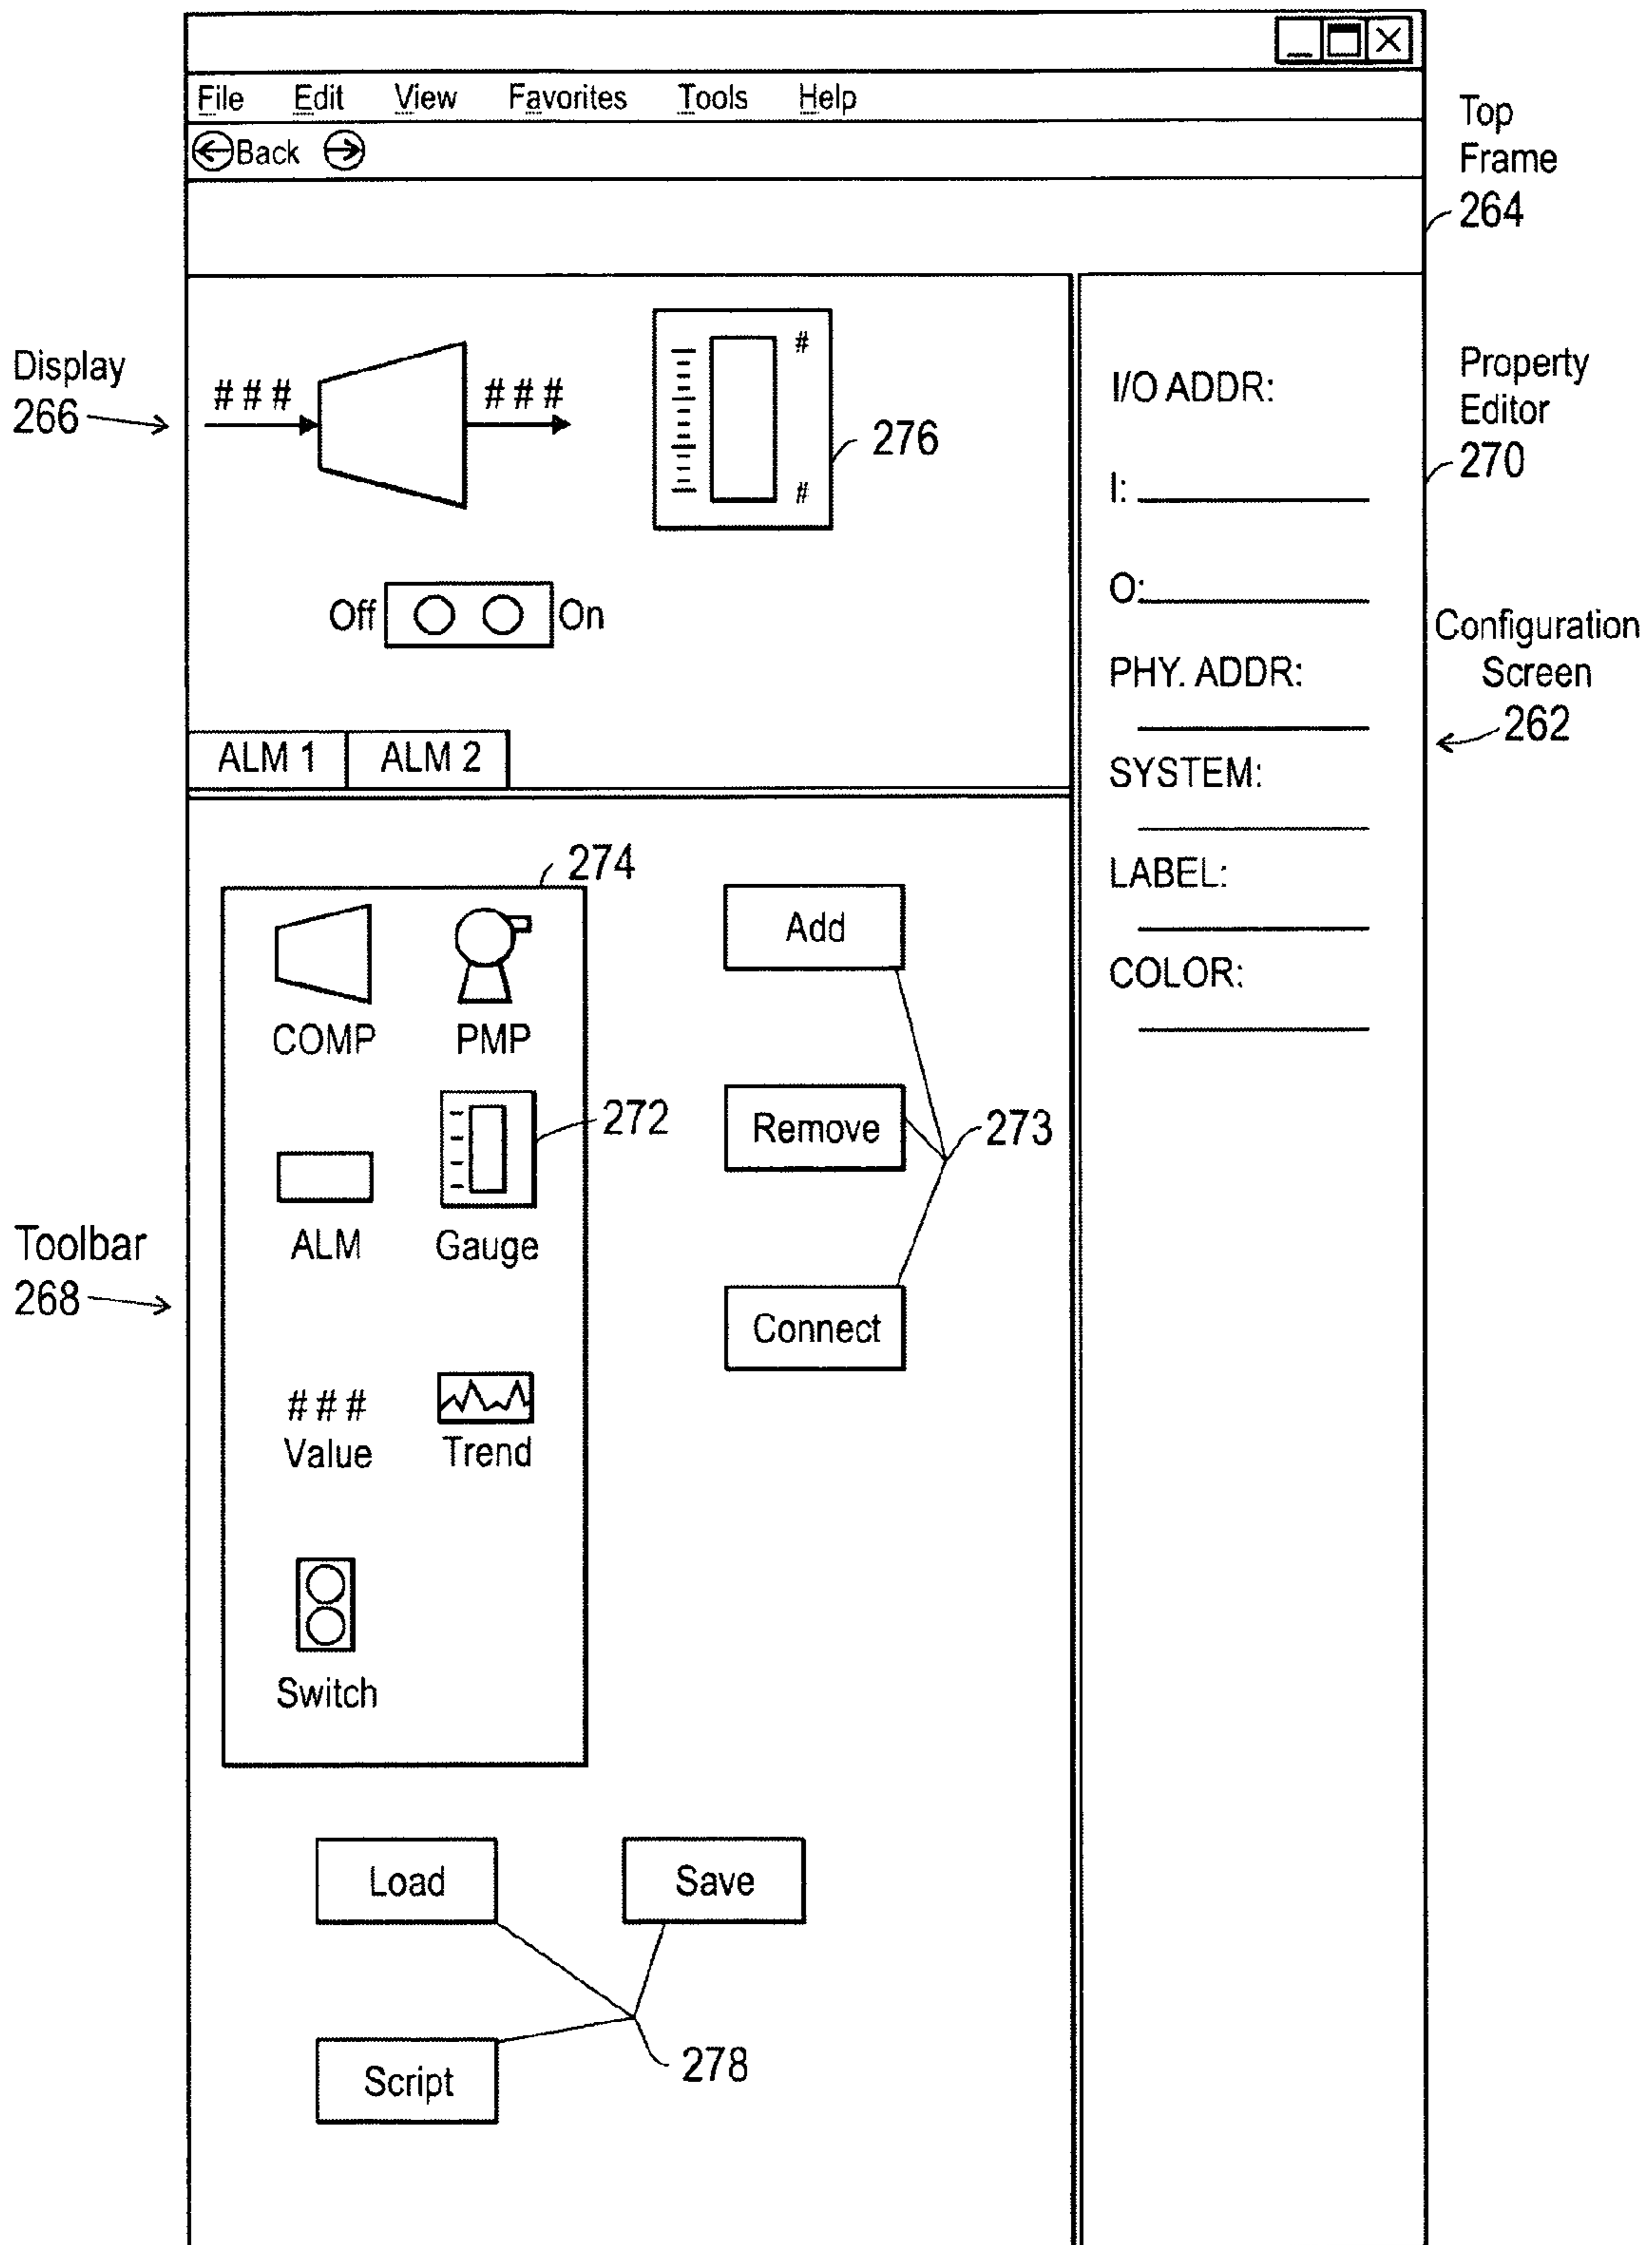 File Edit View Favorites Tools Help
Back
Top
Frame
264
Display
266
# # #
# # #
#
#
276
Off
On
ALM 1
ALM 2
I/O ADDR:
I:
O:
PHY. ADDR:
SYSTEM:
LABEL:
COLOR:
Property
Editor
270
Configuration
Screen
262
Toolbar
268
274
COMP
PMP
272
ALM
Gauge
# # #
Value
Trend
Switch
Add
Remove
Connect
273
Load
Save
Script
278